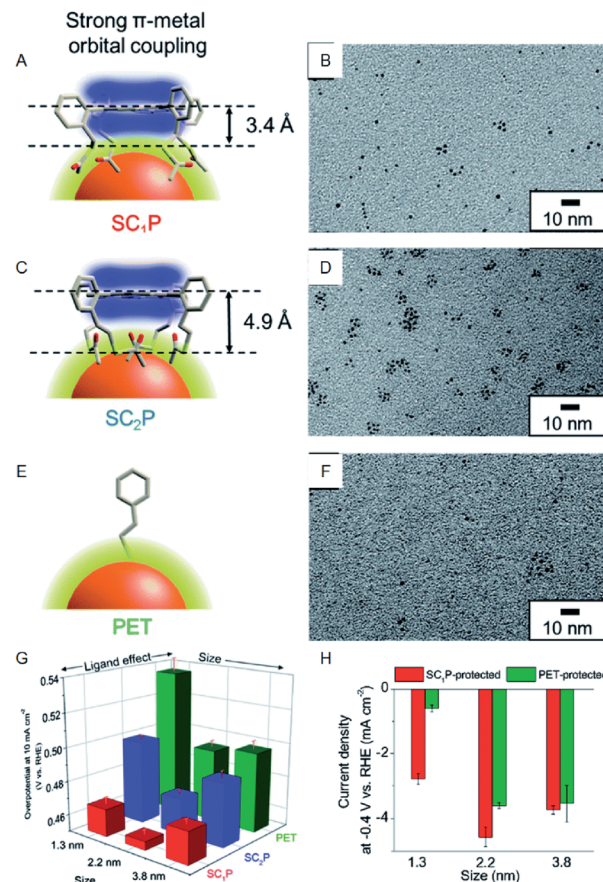 Strong π-metal
orbital coupling
A
3.4 Å
SC₁P
B
10 nm
C
4.9 Å
SC₂P
D
10 nm
E
PET
F
10 nm
G
Ligand effect
Size
Overpotential at 10 mA cm⁻²
(V vs. RHE)
0.54
0.52
0.50
0.48
0.46
1.3 nm
2.2 nm
3.8 nm
Size
SC₁P
SC₂P
PET
H
SC₁P-protected
PET-protected
Current density
at -0.4 V vs. RHE (mA cm⁻²)
0
-2
-4
1.3
2.2
3.8
Size (nm)